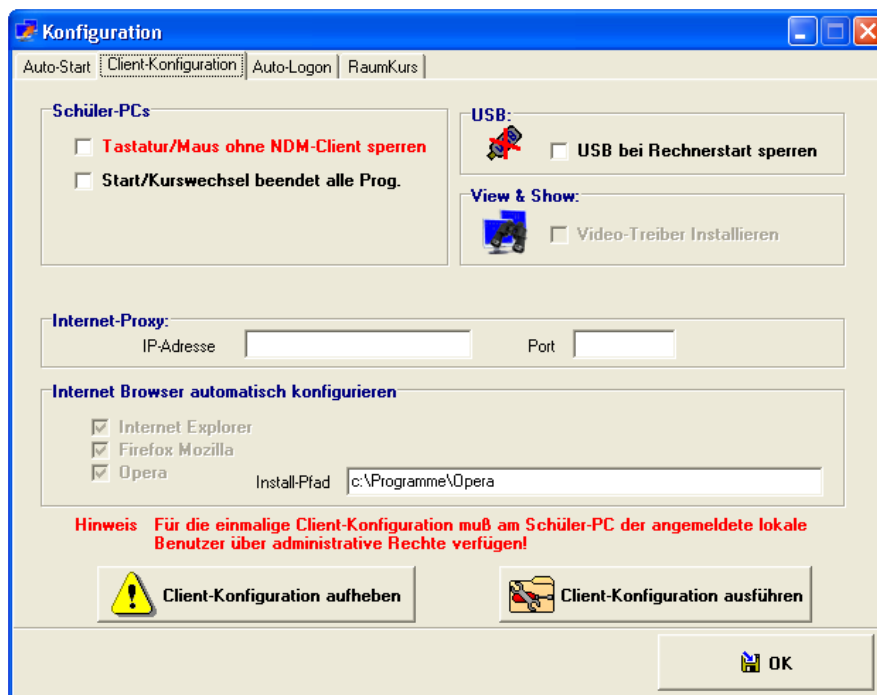 Konfiguration
Auto-Start Client-Konfiguration Auto-Logon RaumKurs
Schüler-PCs
Tastatur/Maus ohne NDM-Client sperren
Start/Kurswechsel beendet alle Prog.
USB:
USB bei Rechnerstart sperren
View & Show:
Video-Treiber Installieren
Internet-Proxy:
IP-Adresse Port
Internet Browser automatisch konfigurieren
Internet Explorer
Firefox Mozilla
Opera
Install-Pfad c:\Programme\Opera
Hinweis Für die einmalige Client-Konfiguration muß am Schüler-PC der angemeldete lokale
Benutzer über administrative Rechte verfügen!
Client-Konfiguration aufheben Client-Konfiguration ausführen
OK